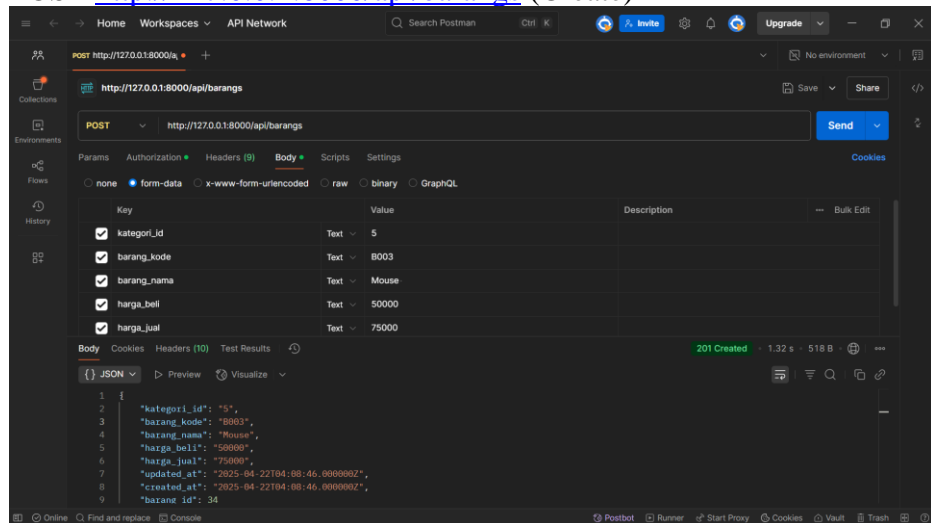 Home Workspaces API Network Search Postman Ctrl K Invite Upgrade
POST http://127.0.0.1:8000/a No environment
HTTP http://127.0.0.1:8000/api/barangs Save Share
Collections
POST http://127.0.0.1:8000/api/barangs Send
Environments
Params Authorization Headers (9) Body Scripts Settings Cookies
Flows
none form-data x-www-form-urlencoded raw binary GraphQL
History
Key Value Description Bulk Edit
kategori_id Text 5
barang_kode Text B003
barang_nama Text Mouse
harga_beli Text 50000
harga_jual Text 75000
Body Cookies Headers (10) Test Results 201 Created 1.32 s 518 B
{} JSON Preview Visualize
1 {
2 "kategori_id": "5",
3 "barang_kode": "B003",
4 "barang_nama": "Mouse",
5 "harga_beli": "50000",
6 "harga_jual": "75000",
7 "updated_at": "2025-04-22T04:08:46.000000Z",
8 "created_at": "2025-04-22T04:08:46.000000Z",
9 "barang_id": 34
Online Find and replace Console Postbot Runner Start Proxy Cookies Vault Trash